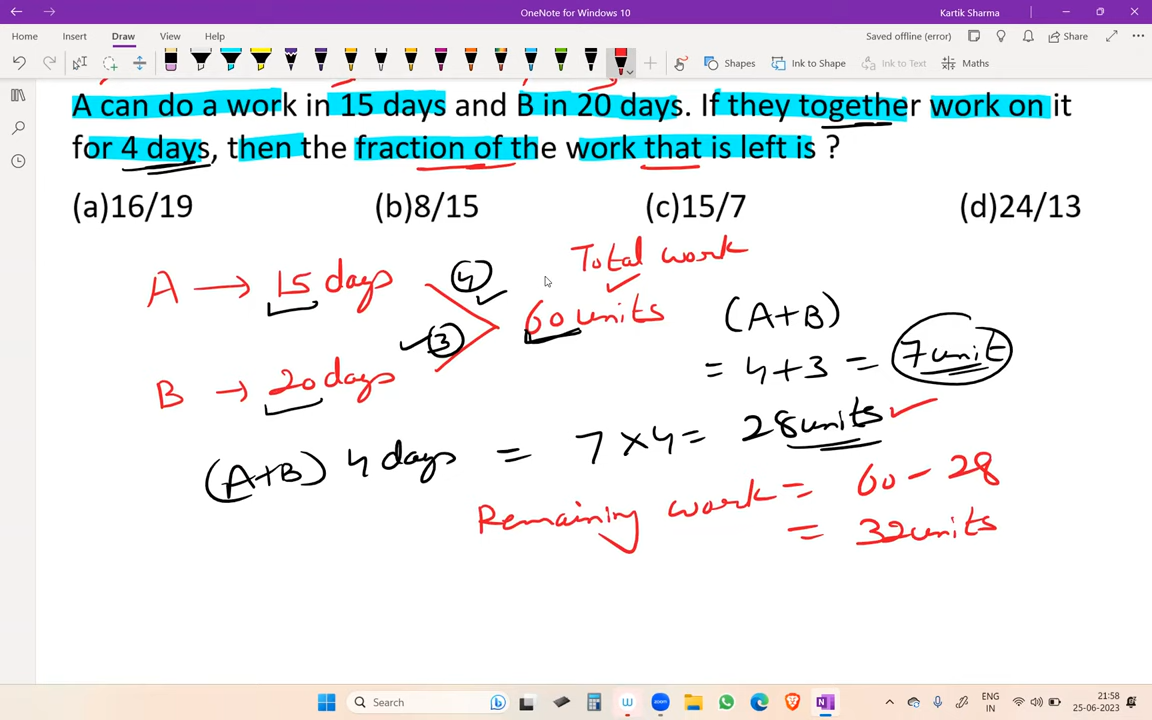 OneNote for Windows 10
Kartik Sharma
Home Insert Draw View Help
Saved offline (error)
Share
Shapes
Ink to Shape
Ink to Text
Maths
A can do a work in 15 days and B in 20 days. If they together work on it
for 4 days, then the fraction of the work that is left is ?
(a)16/19 (b)8/15 (c)15/7 (d)24/13
Total work
A → 15 days
4
60 units
(A+B)
3
= 4+3 = 7 unit
B → 20 days
(A+B) 4 days = 7 × 4 = 28 units
Remaining work = 60 - 28
= 32 units
Search
ENG
IN
21:58
25-06-2023